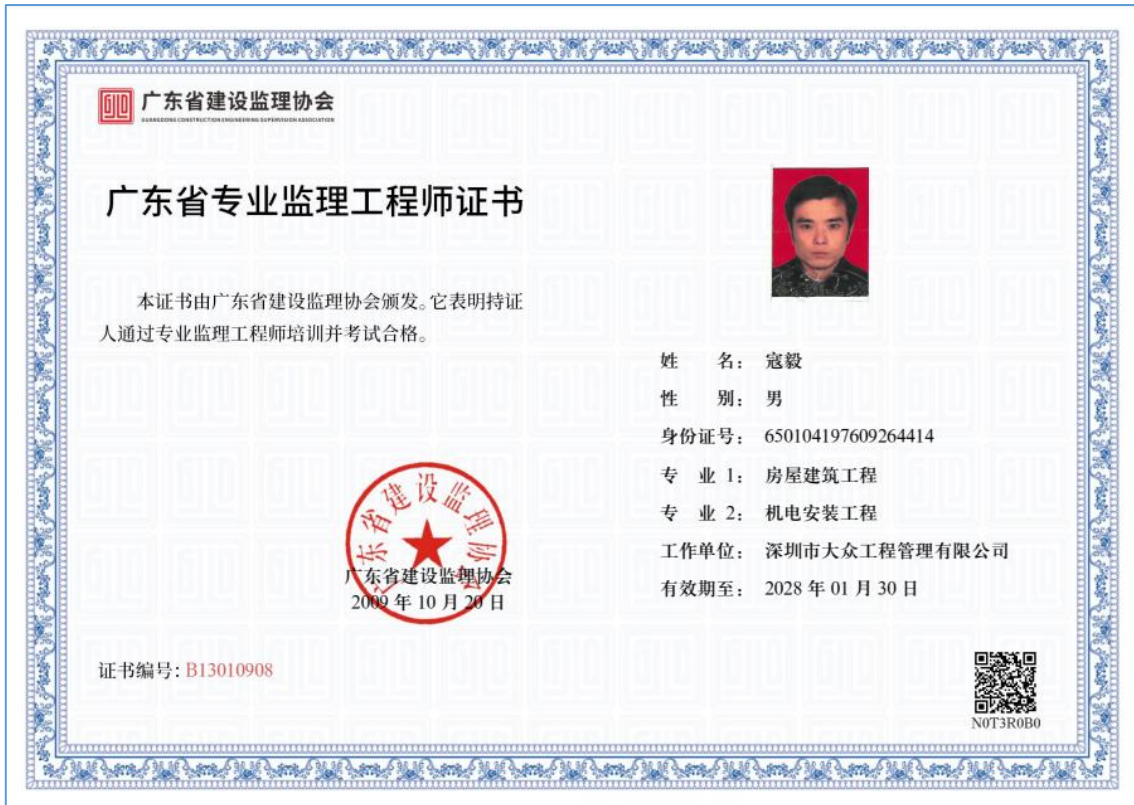 广东省建设监理协会
GUANGDONG CONSTRUCTION ENGINEERING SUPERVISION ASSOCIATION
广东省专业监理工程师证书
本证书由广东省建设监理协会颁发。它表明持证
人通过专业监理工程师培训并考试合格。
姓 名： 寇毅
性 别： 男
身份证号： 650104197609264414
专 业 1： 房屋建筑工程
专 业 2： 机电安装工程
工作单位： 深圳市大众工程管理有限公司
有效期至： 2028 年 01 月 30 日
广东省建设监理协会
广东省建设监理协会
2009 年 10 月 20 日
证书编号：B13010908
N0T3R0B0